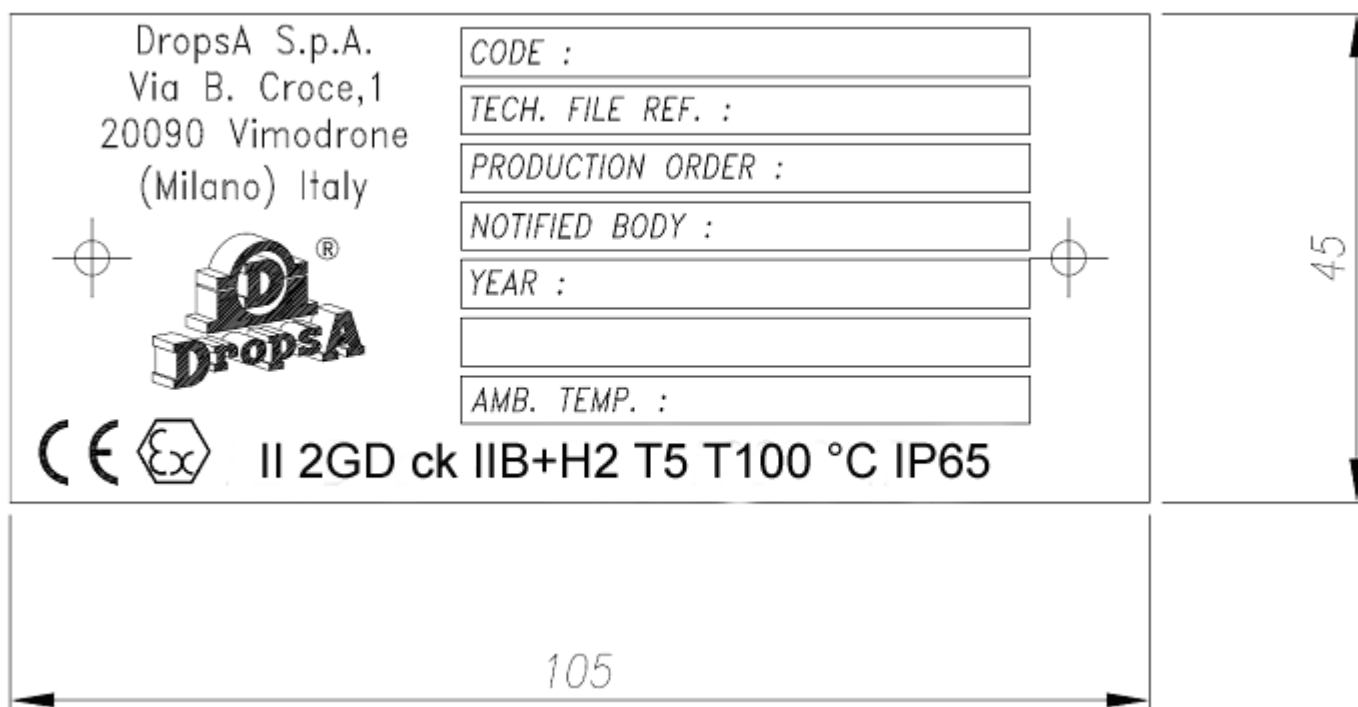 DropsA S.p.A.
Via B. Croce,1
20090 Vimodrone
(Milano) Italy
D ®
DropsA
CODE :
TECH. FILE REF. :
PRODUCTION ORDER :
NOTIFIED BODY :
YEAR :
AMB. TEMP. :
CE Ex II 2GD ck IIB+H2 T5 T100 °C IP65
45
105